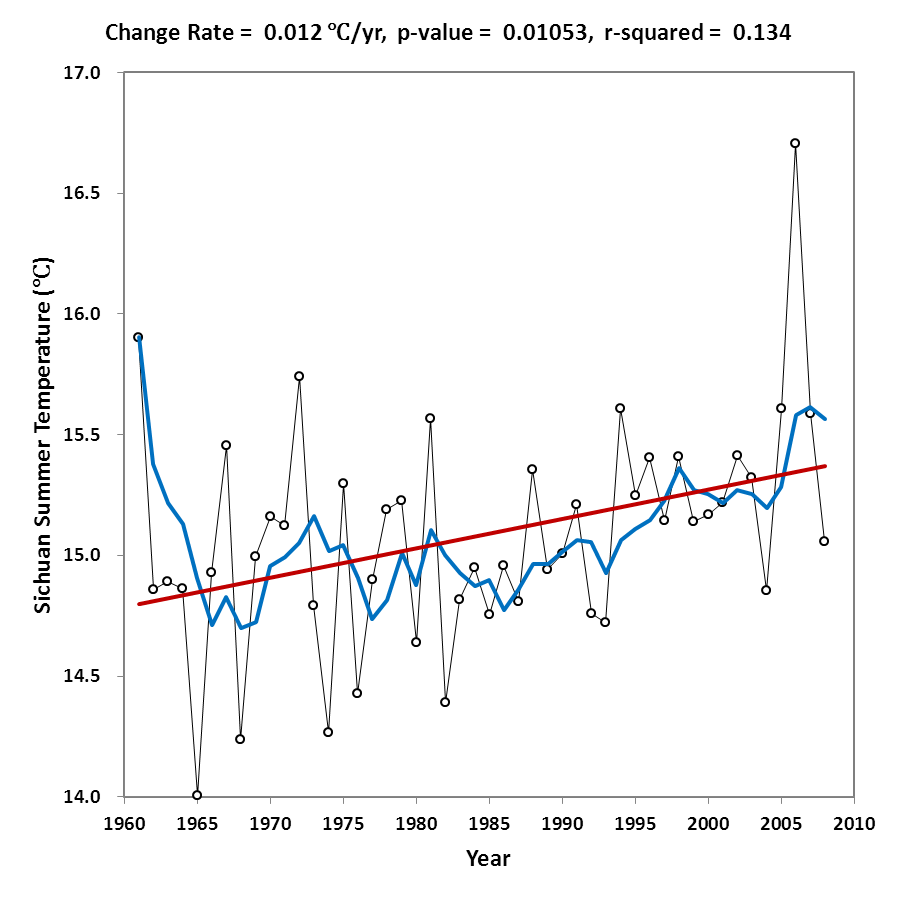 Change Rate = 0.012 ℃/yr, p-value = 0.01053, r-squared = 0.134
17.0
16.5
16.0
15.5
15.0
14.5
14.0
Sichuan Summer Temperature (℃)
1960 1965 1970 1975 1980 1985 1990 1995 2000 2005 2010
Year